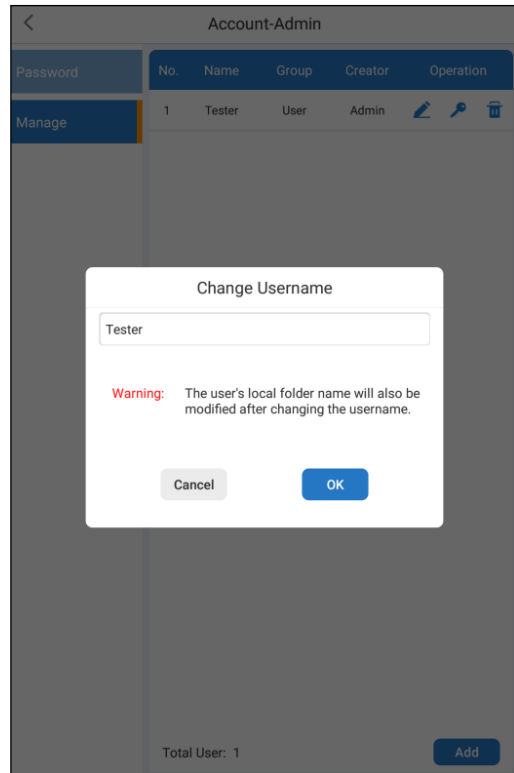 Account-Admin
Password
Manage
No. Name Group Creator Operation
1 Tester User Admin
Change Username
Tester
Warning: The user's local folder name will also be
modified after changing the username.
Cancel OK
Total User: 1 Add